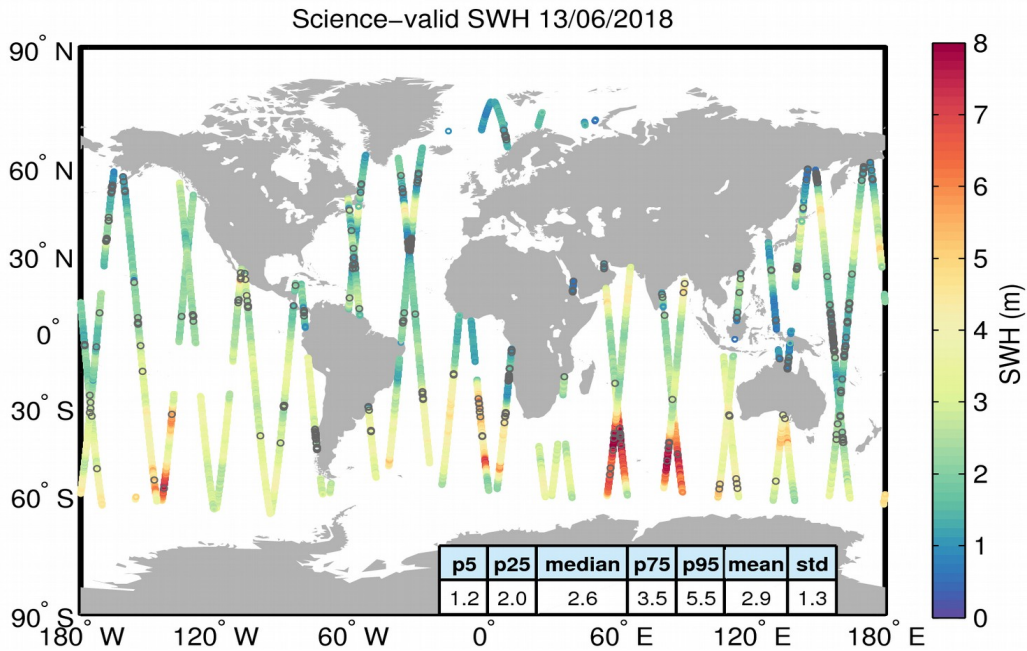 Science−valid SWH 13/06/2018
90° N
60° N
30° N
0°
30° S
60° S
90° S
180° W
120° W
60° W
0°
60° E
120° E
180° E
p5 p25 median p75 p95 mean std
1.2 2.0 2.6 3.5 5.5 2.9 1.3
8
7
6
5
4
3
2
1
0
SWH (m)